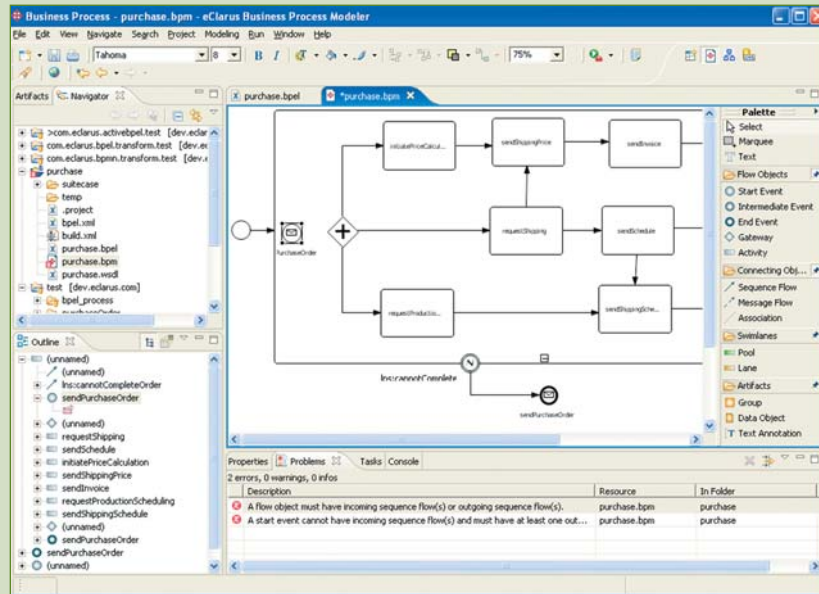 Business Process - purchase.bpm - eClarus Business Process Modeler
File Edit View Navigate Search Project Modeling Run Window Help
Tahoma 8 B I A 75%
Artifacts Navigator
>com.eclarus.activebpel.test [dev.eclar
com.eclarus.bpel.transform.test [dev.e
com.eclarus.bpmn.transform.test [dev.e
purchase
suitecase
temp
.project
bpel.xml
build.xml
purchase.bpel
purchase.bpm
purchase.wsdl
test [dev.eclarus.com]
bpel_process
purchaseOrder
Outline
(unnamed)
(unnamed)
lns:cannotCompleteOrder
sendPurchaseOrder
(unnamed)
requestShipping
sendSchedule
initiatePriceCalculation
sendShippingPrice
sendInvoice
requestProductionScheduling
sendShippingSchedule
(unnamed)
sendPurchaseOrder
sendPurchaseOrder
(unnamed)
purchase.bpel *purchase.bpm
initiatePriceCalcul...
sendShippingPrice
sendInvoice
PurchaseOrder
requestShipping
sendSchedule
requestProductio...
sendShippingSche...
lns:cannotComplete
sendPurchaseOrder
Palette
Select
Marquee
Text
Flow Objects
Start Event
Intermediate Event
End Event
Gateway
Activity
Connecting Obj...
Sequence Flow
Message Flow
Association
Swimlanes
Pool
Lane
Artifacts
Group
Data Object
Text Annotation
Properties Problems Tasks Console
2 errors, 0 warnings, 0 infos
Description Resource In Folder
A flow object must have incoming sequence flow(s) or outgoing sequence flow(s). purchase.bpm purchase
A start event cannot have incoming sequence flow(s) and must have at least one out... purchase.bpm purchase